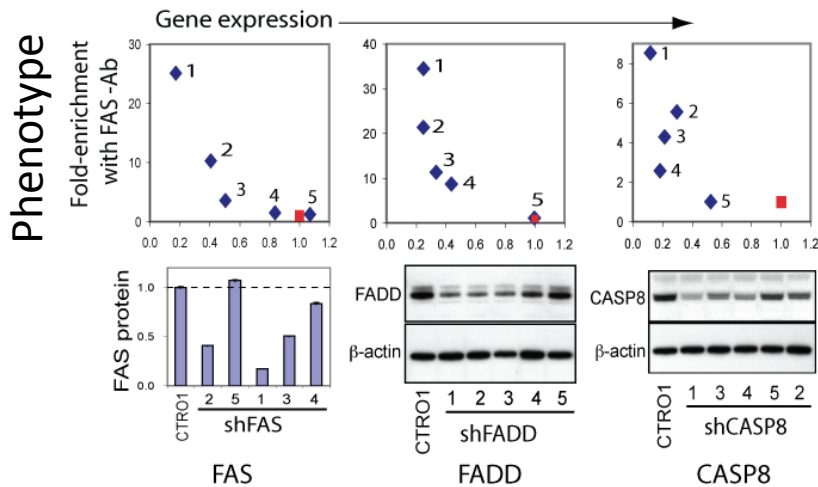 Gene expression
Phenotype
Fold-enrichment
with FAS -Ab
30
20
10
0
0.0 0.2 0.4 0.6 0.8 1.0 1.2
1
2
3
4
5
40
30
20
10
0
0.0 0.2 0.4 0.6 0.8 1.0 1.2
1
2
3
4
5
8
6
4
2
0
0.0 0.2 0.4 0.6 0.8 1.0 1.2
1
2
3
4
5
FAS protein
1.0
0.5
0.0
CTRO1
2 5 1 3 4
shFAS
FAS
FADD
β-actin
CTRO1
1 2 3 4 5
shFADD
FADD
CASP8
β-actin
CTRO1
1 3 4 5 2
shCASP8
CASP8